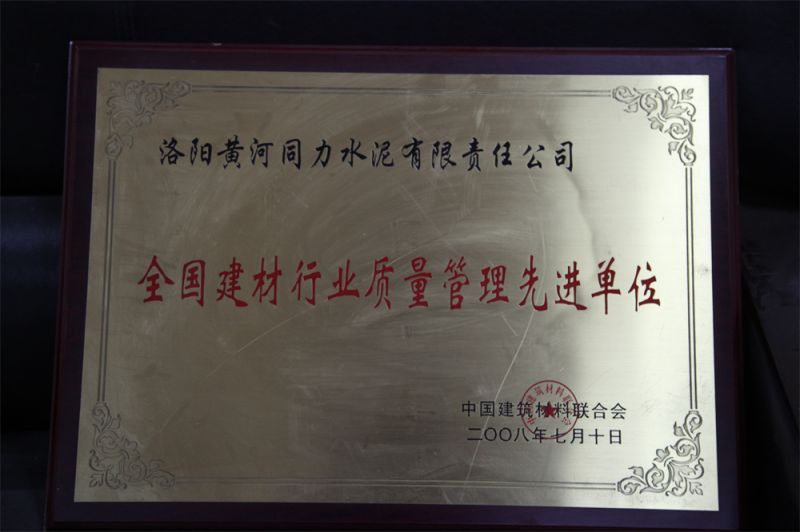 洛阳黄河同力水泥有限责任公司
全国建材行业质量管理先进单位
中国建筑材料联合会
二〇〇八年七月十日